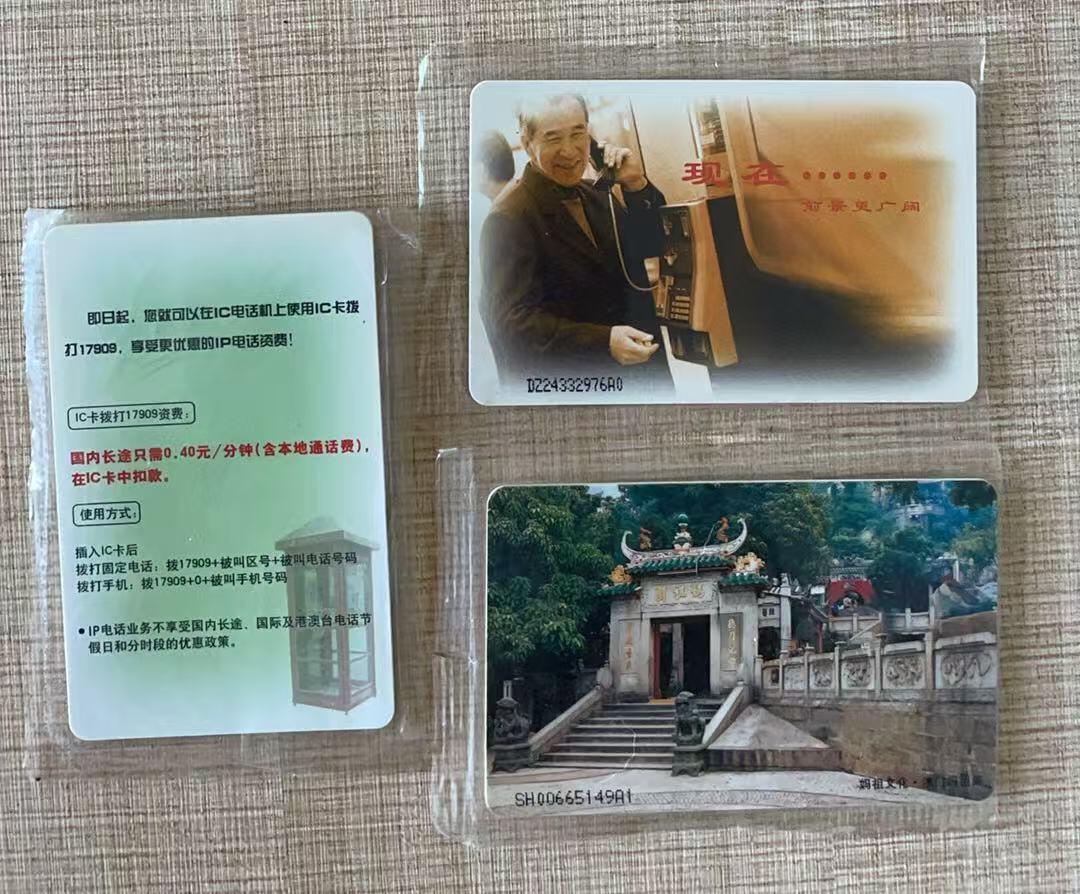 即日起,您就可以在IC电话机上使用IC卡拨
打17909,享受更优惠的IP电话资费!
IC卡拨打17909资费:
国内长途只需0.40元/分钟(含本地通话费),
在IC卡中扣款。
使用方式:
插入IC卡后
拨打固定电话:拨17909+被叫区号+被叫电话号码
拨打手机:拨17909+0+被叫手机号码
●IP电话业务不享受国内长途、国际及港澳台电话节
假日和分时段的优惠政策。
现在······
前景更广阔
DZ24332976A0
妈祖文化·澳门
SH00665149A1